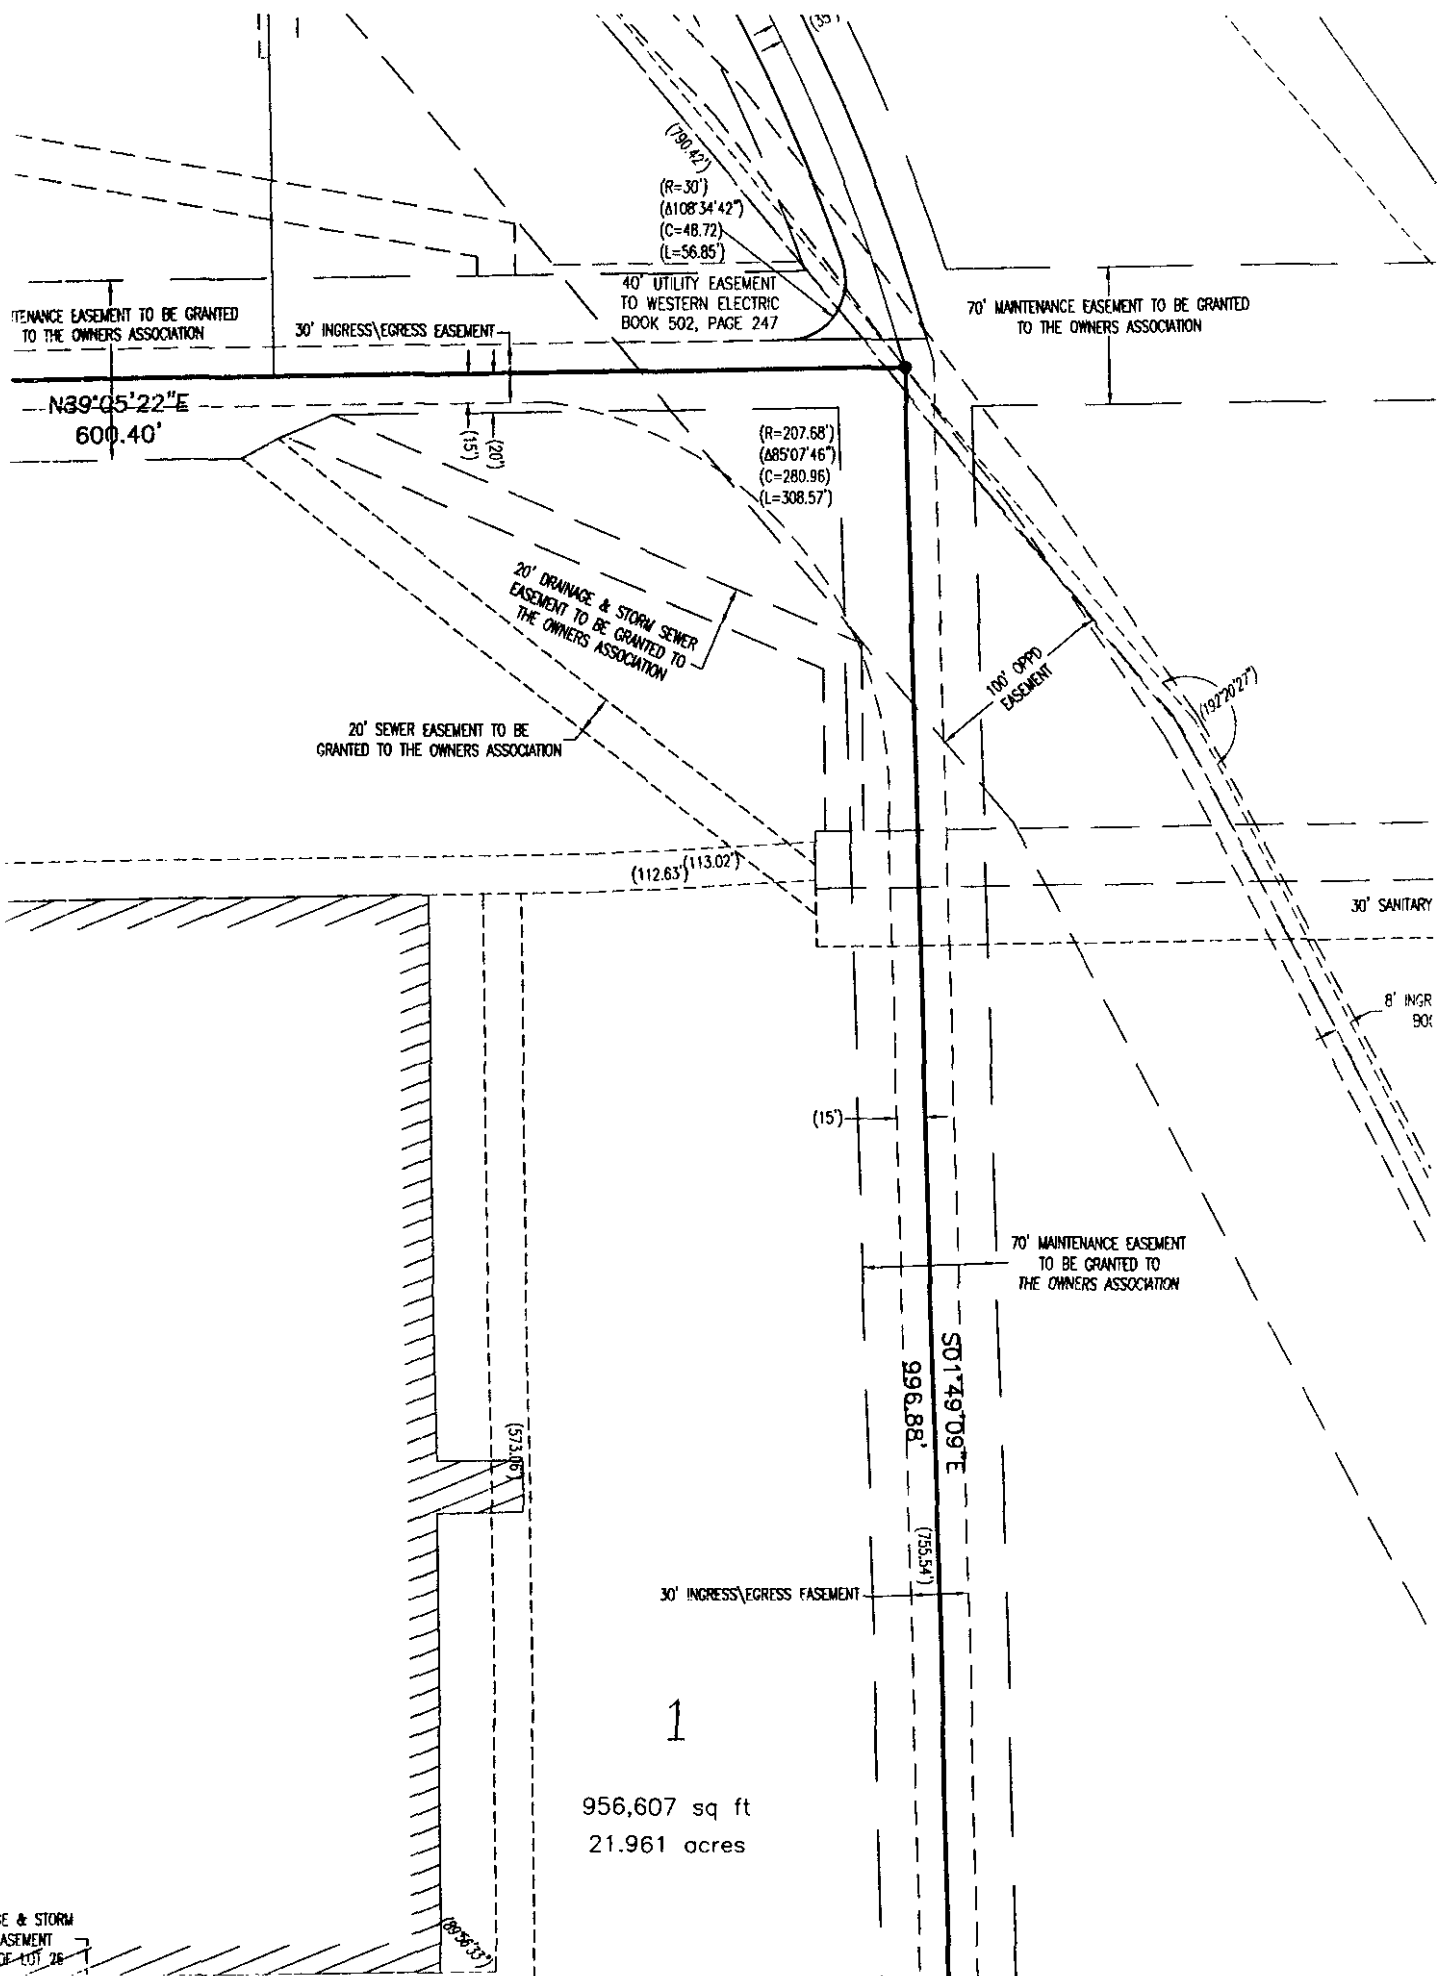 (35')
(790.42')
(R=30')
(Δ108°34'42")
(C=48.72)
(L=56.85')
40' UTILITY EASEMENT
TO WESTERN ELECTRIC
BOOK 502, PAGE 247
TENANCE EASEMENT TO BE GRANTED
TO THE OWNERS ASSOCIATION
30' INGRESS\EGRESS EASEMENT
70' MAINTENANCE EASEMENT TO BE GRANTED
TO THE OWNERS ASSOCIATION
N39°05'22"E
600.40'
(15')
(20')
(R=207.68')
(Δ85°07'46")
(C=280.96)
(L=308.57')
20' DRAINAGE & STORM SEWER
EASEMENT TO BE GRANTED TO
THE OWNERS ASSOCIATION
100' OPPD
EASEMENT
(192°20'27")
20' SEWER EASEMENT TO BE
GRANTED TO THE OWNERS ASSOCIATION
(112.63')
(113.02')
30' SANITARY
8' INGR
BOO
(15')
70' MAINTENANCE EASEMENT
TO BE GRANTED TO
THE OWNERS ASSOCIATION
S01°49'09"E
996.88'
(573.06')
(755.54')
30' INGRESS\EGRESS EASEMENT
1
956,607 sq ft
21.961 acres
E & STORM
ASEMENT
OF LOT 26
(89°56'33")